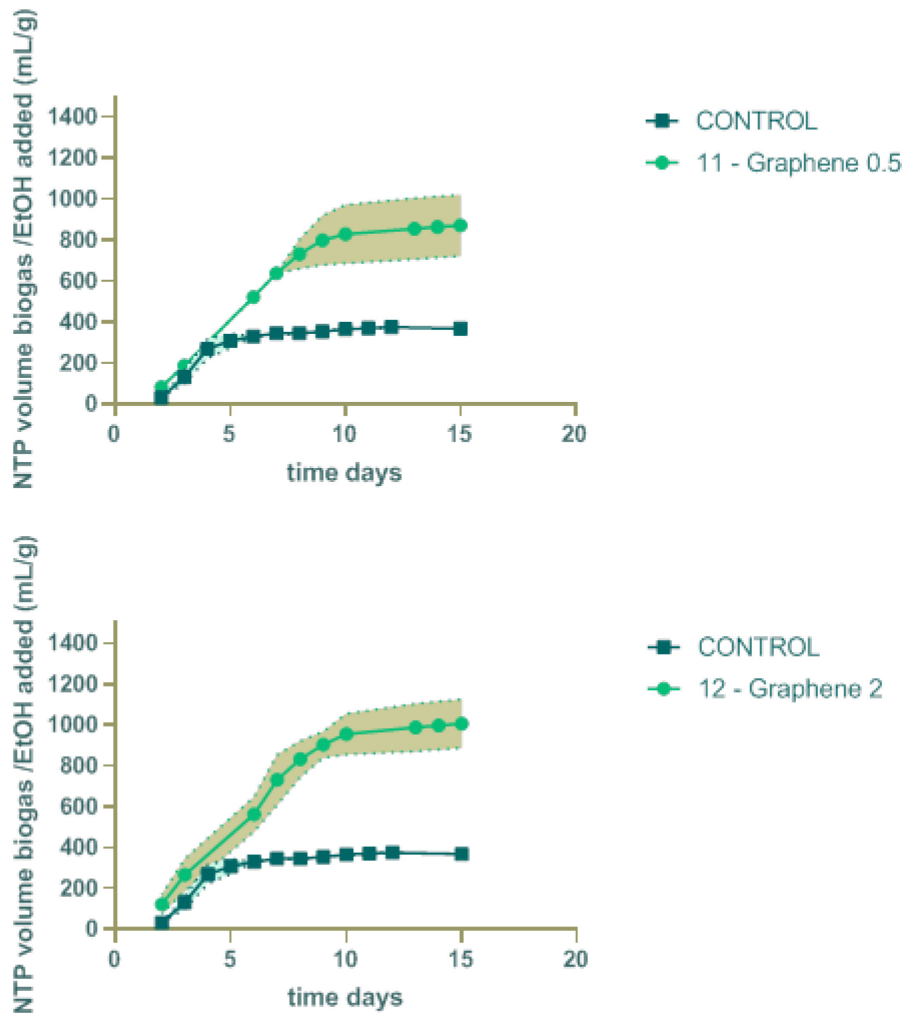 NTP volume biogas /EtOH added (mL/g)
1400
1200
1000
800
600
400
200
0
0 5 10 15 20
time days
CONTROL
11 - Graphene 0.5
NTP volume biogas /EtOH added (mL/g)
1400
1200
1000
800
600
400
200
0
0 5 10 15 20
time days
CONTROL
12 - Graphene 2